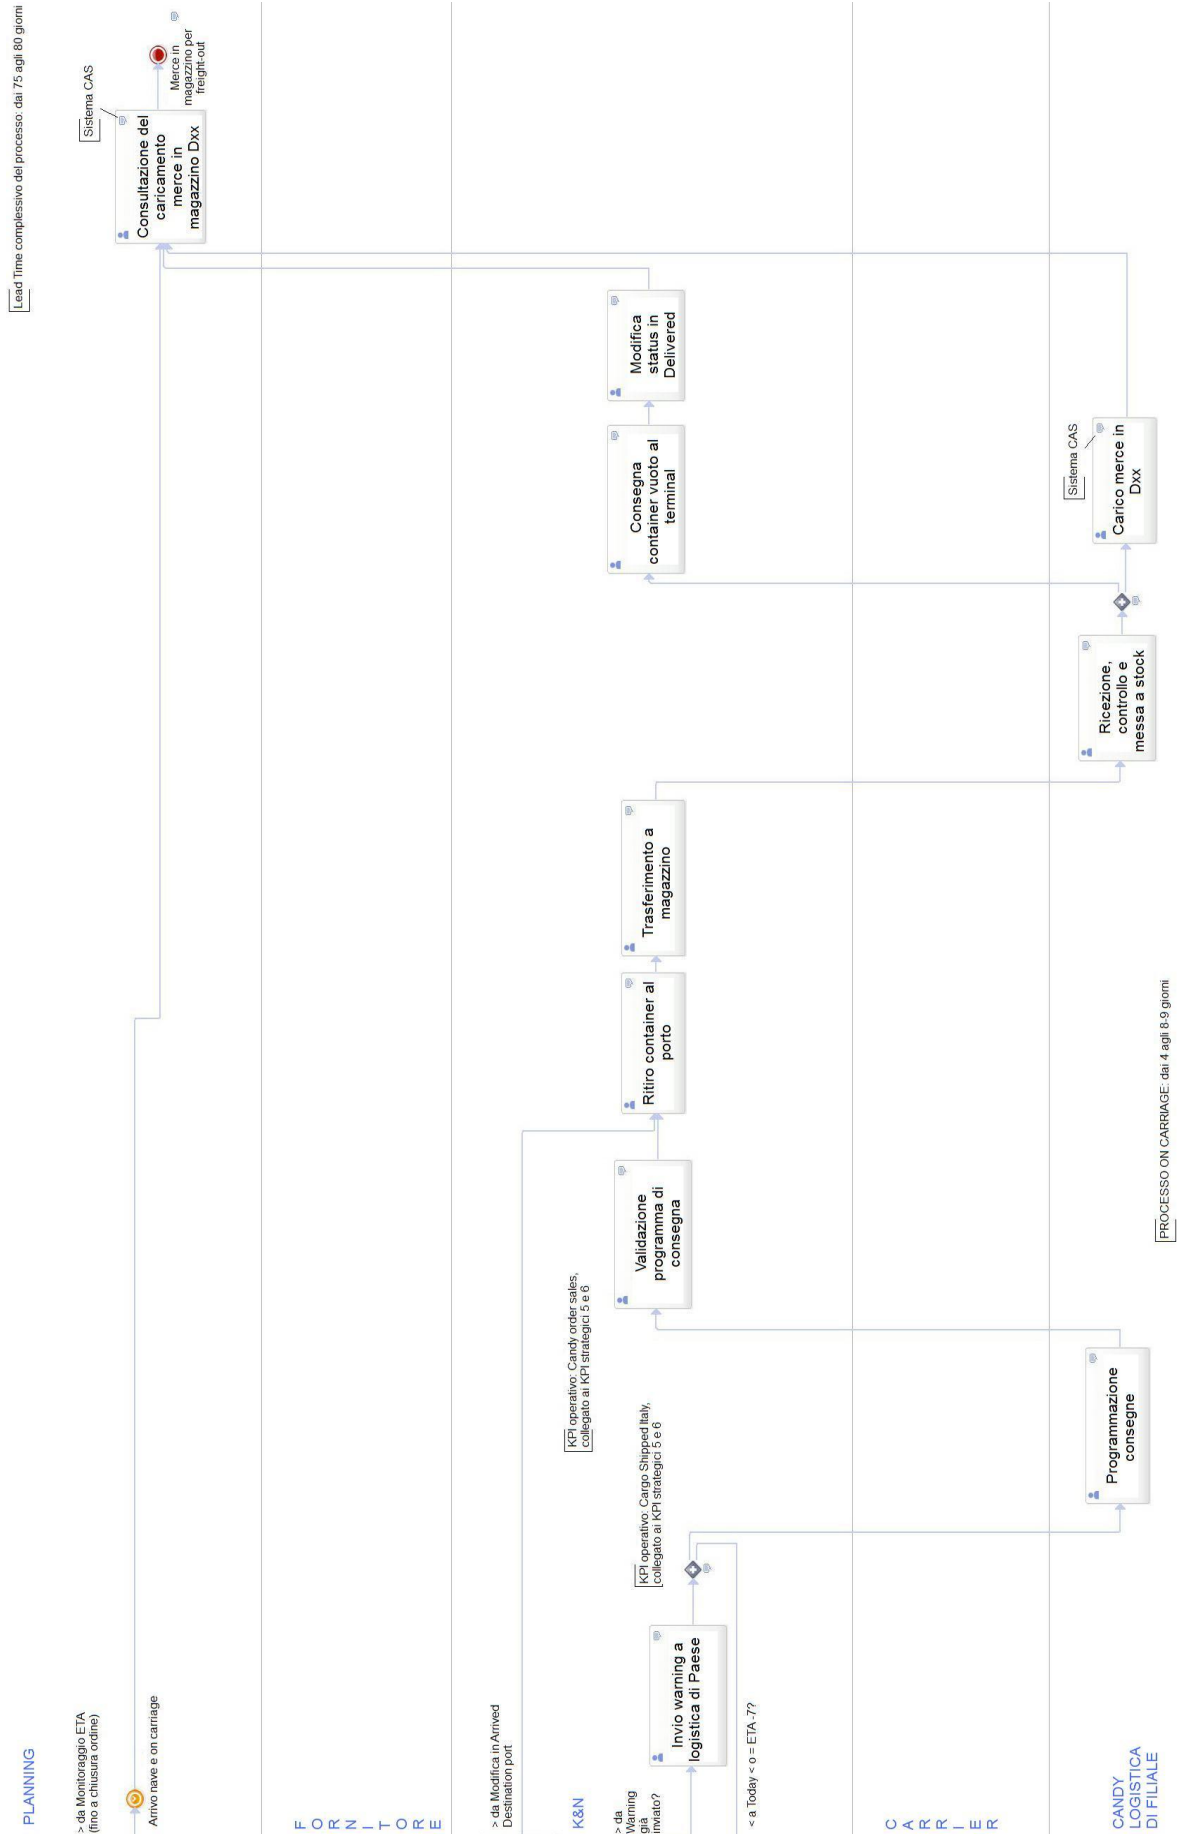 Lead Time complessivo del processo: dai 75 agli 80 giorni
PLANNING
> da Monitoraggio ETA
(fino a chiusura ordine)
Arrivo nave e on carriage
Sistema CAS
Consultazione del
caricamento
merce in
magazzino Dxx
Merce in
magazzino per
freight-out
FORNITORE
> da Modifica in Arrived
Destination port
K&N
> da
Warning
già
inviato?
Invio warning a
logistica di Paese
< a Today < o = ETA -7?
KPI operativo: Cargo Shipped Italy,
collegato ai KPI strategici 5 e 6
KPI operativo: Candy order sales,
collegato ai KPI strategici 5 e 6
Validazione
programma di
consegna
Ritiro container al
porto
Trasferimento a
magazzino
Consegna
container vuoto al
terminal
Modifica
status in
Delivered
CARRIER
CANDY
LOGISTICA
DI FILIALE
Programmazione
consegne
Ricezione,
controllo e
messa a stock
Sistema CAS
Carico merce in
Dxx
PROCESSO ON CARRIAGE: dai 4 agli 8-9 giorni